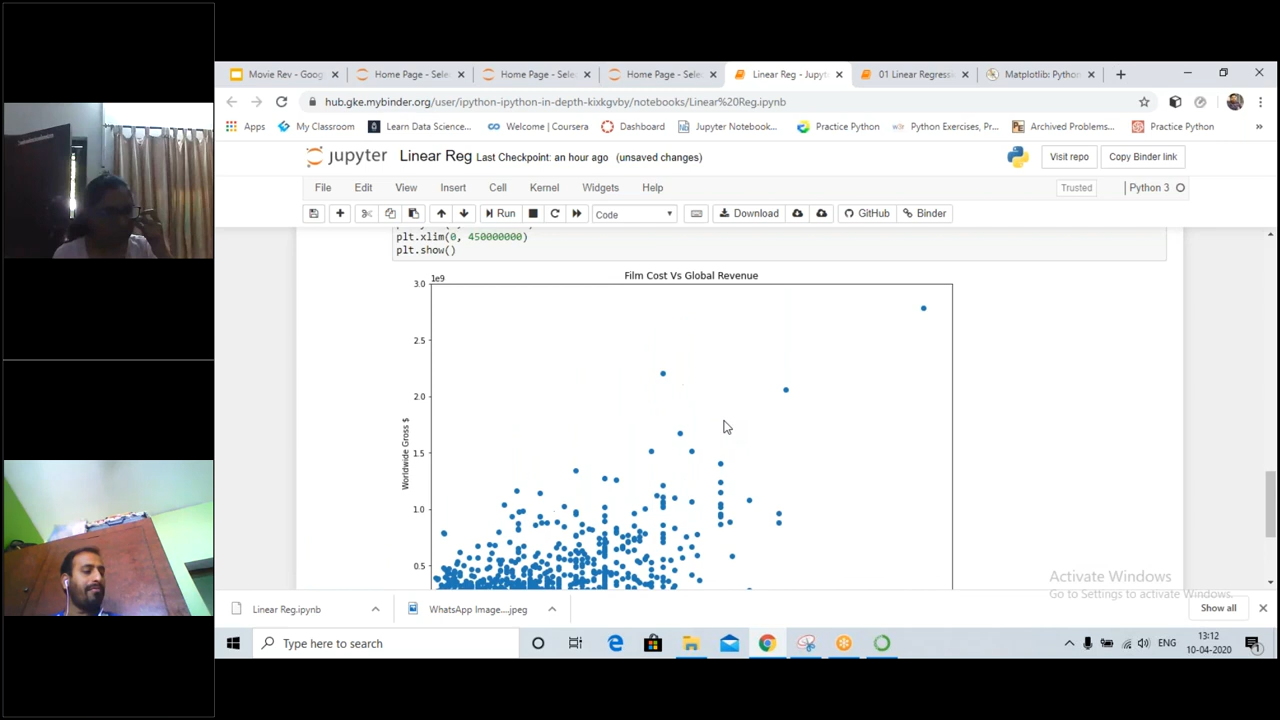 Movie Rev - Goog
Home Page - Sele
Home Page - Sele
Home Page - Sele
Linear Reg - Jupyt
01 Linear Regressi
Matplotlib: Python
hub.gke.mybinder.org/user/ipython-ipython-in-depth-kixkgvby/notebooks/Linear%20Reg.ipynb
Apps
My Classroom
Learn Data Science...
Welcome | Coursera
Dashboard
Jupyter Notebook...
Practice Python
Python Exercises, Pr...
Archived Problems...
Practice Python
jupyter Linear Reg Last Checkpoint: an hour ago (unsaved changes)
Visit repo
Copy Binder link
File Edit View Insert Cell Kernel Widgets Help
Trusted
Python 3
Run
Code
Download
GitHub
Binder
plt.xlim(0, 450000000)
plt.show()
Film Cost Vs Global Revenue
1e9
3.0
2.5
2.0
1.5
1.0
0.5
Worldwide Gross $
Activate Windows
Go to Settings to activate Windows.
Linear Reg.ipynb
WhatsApp Image....jpeg
Show all
Type here to search
ENG
13:12
10-04-2020
1